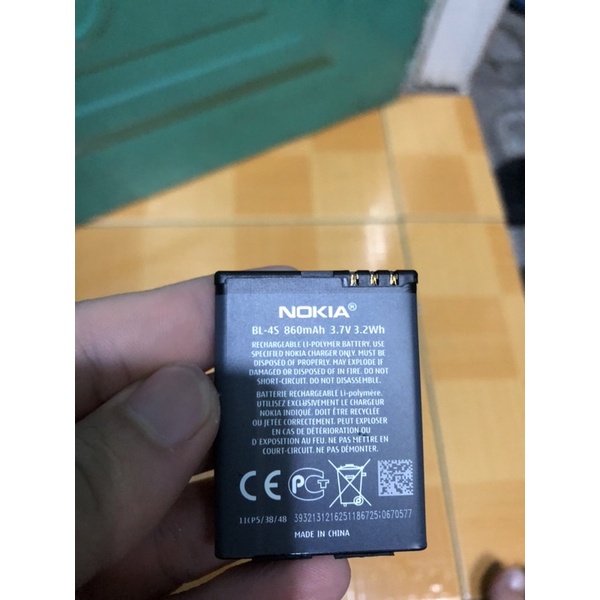 NOKIA®
BL-4S 860mAh 3.7V 3.2Wh
RECHARGEABLE LI-POLYMER BATTERY. USE
SPECIFIED NOKIA CHARGER ONLY. MUST BE
DISPOSED OF PROPERLY. MAY EXPLODE IF
DAMAGED OR DISPOSED OF IN FIRE. DO NOT
SHORT-CIRCUIT. DO NOT DISASSEMBLE.
BATTERIE RECHARGEABLE Li-polymère.
UTILISEZ EXCLUSIVEMENT LE CHARGEUR
NOKIA INDIQUÉ. DOIT ÊTRE RECYCLÉE
OU JETÉE CORRECTEMENT. PEUT EXPLOSER
EN CAS DE DÉTÉRIORATION OU
D'EXPOSITION AU FEU. NE PAS METTRE EN
COURT-CIRCUIT. NE PAS DÉMONTER.
CE
1ICP5/38/48 3932131216251186725;0670577
MADE IN CHINA